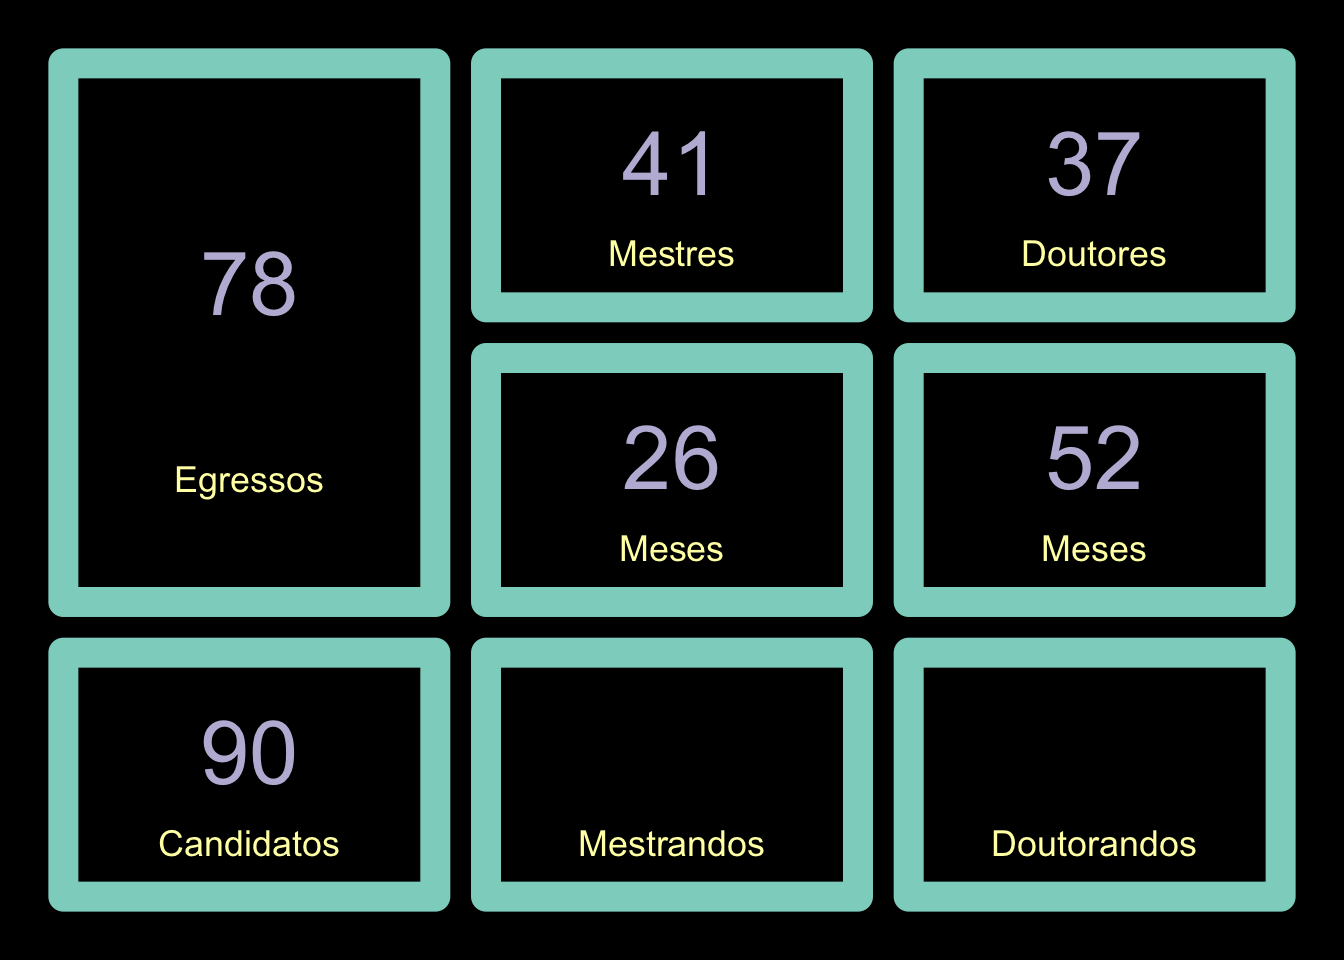 78
Egressos
41
Mestres
37
Doutores
26
Meses
52
Meses
90
Candidatos
Mestrandos
Doutorandos